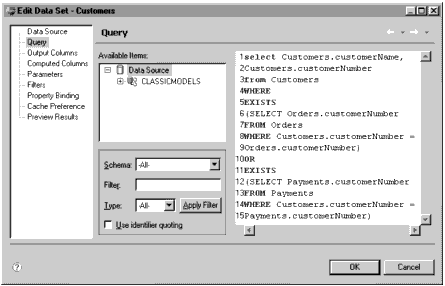 Edit Data Set - Customers
Data Source
Query
Output Columns
Computed Columns
Parameters
Filters
Property Binding
Cache Preference
Preview Results
Query
Available Items:
Data Source
CLASSICMODELS
Schema: -All-
Filter:
Type: -All- Apply Filter
Use identifier quoting
1select Customers.customerName,
2Customers.customerNumber
3from Customers
4WHERE
5EXISTS
6(SELECT Orders.customerNumber
7FROM Orders
8WHERE Customers.customerNumber =
9Orders.customerNumber)
10OR
11EXISTS
12(SELECT Payments.customerNumber
13FROM Payments
14WHERE Customers.customerNumber =
15Payments.customerNumber)
OK Cancel